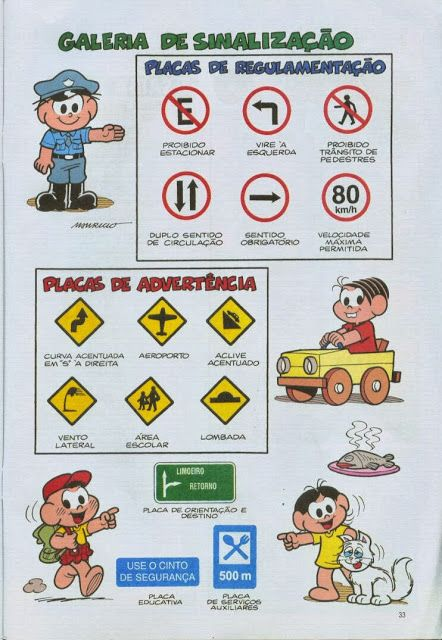 GALERIA DE SINALIZAÇÃO
PLACAS DE REGULAMENTAÇÃO
E
PROIBIDO
ESTACIONAR
VIRE À
ESQUERDA
PROIBIDO
TRÂNSITO DE
PEDESTRES
80
km/h
DUPLO SENTIDO
DE CIRCULAÇÃO
SENTIDO
OBRIGATÓRIO
VELOCIDADE
MÁXIMA
PERMITIDA
MAURICIO
PLACAS DE ADVERTÊNCIA
CURVA ACENTUADA
EM "S" À DIREITA
AEROPORTO
ACLIVE
ACENTUADO
VENTO
LATERAL
ÁREA
ESCOLAR
LOMBADA
LIMOEIRO
RETORNO
PLACA DE ORIENTAÇÃO E
DESTINO
USE O CINTO
DE SEGURANÇA
PLACA
EDUCATIVA
500 m
PLACA
DE SERVIÇOS
AUXILIARES
33